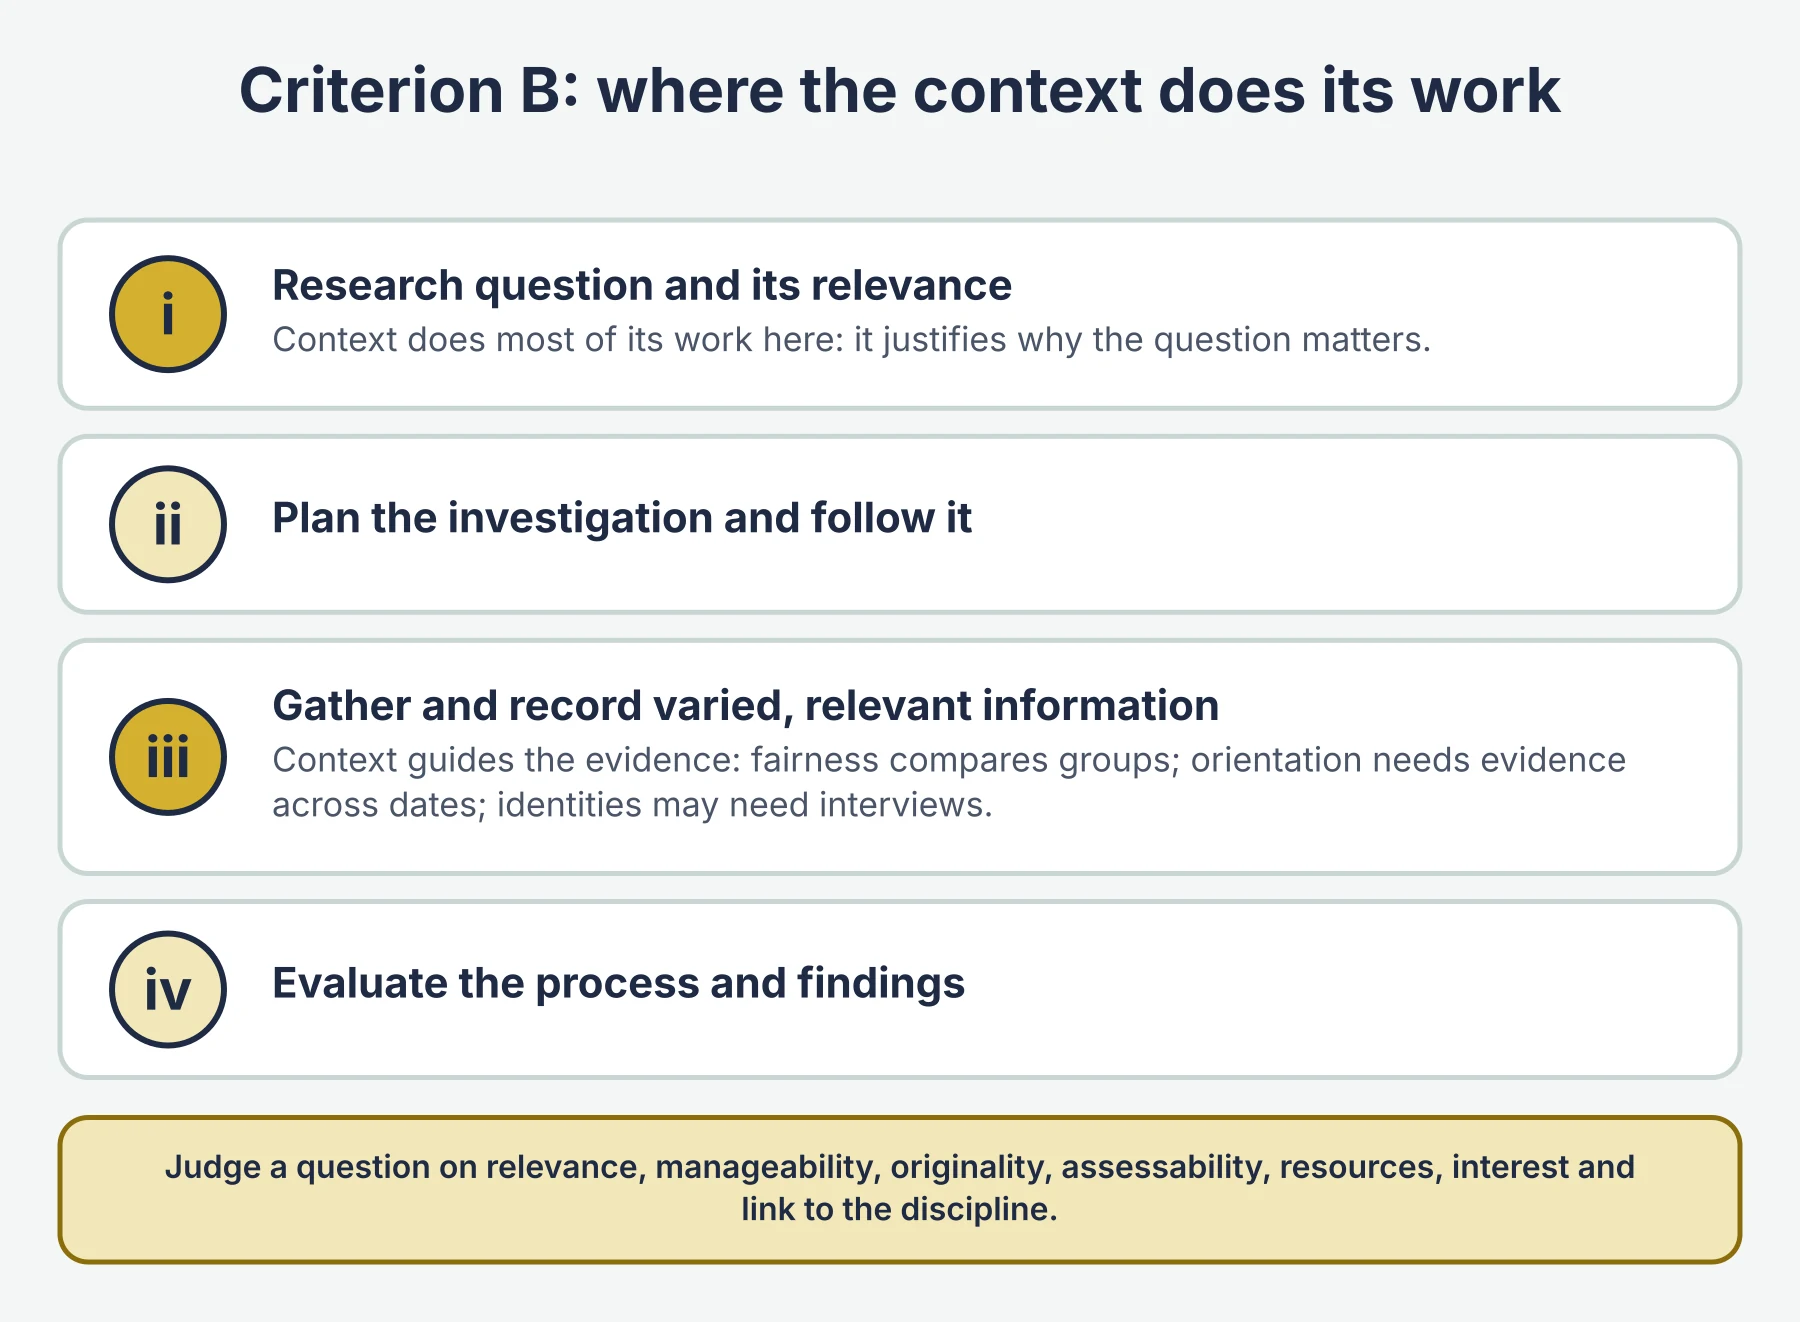 Criterion B: where the context does its work
i
Research question and its relevance
Context does most of its work here: it justifies why the question matters.
ii
Plan the investigation and follow it
iii
Gather and record varied, relevant information
Context guides the evidence: fairness compares groups; orientation needs evidence
across dates; identities may need interviews.
iv
Evaluate the process and findings
Judge a question on relevance, manageability, originality, assessability, resources, interest and
link to the discipline.